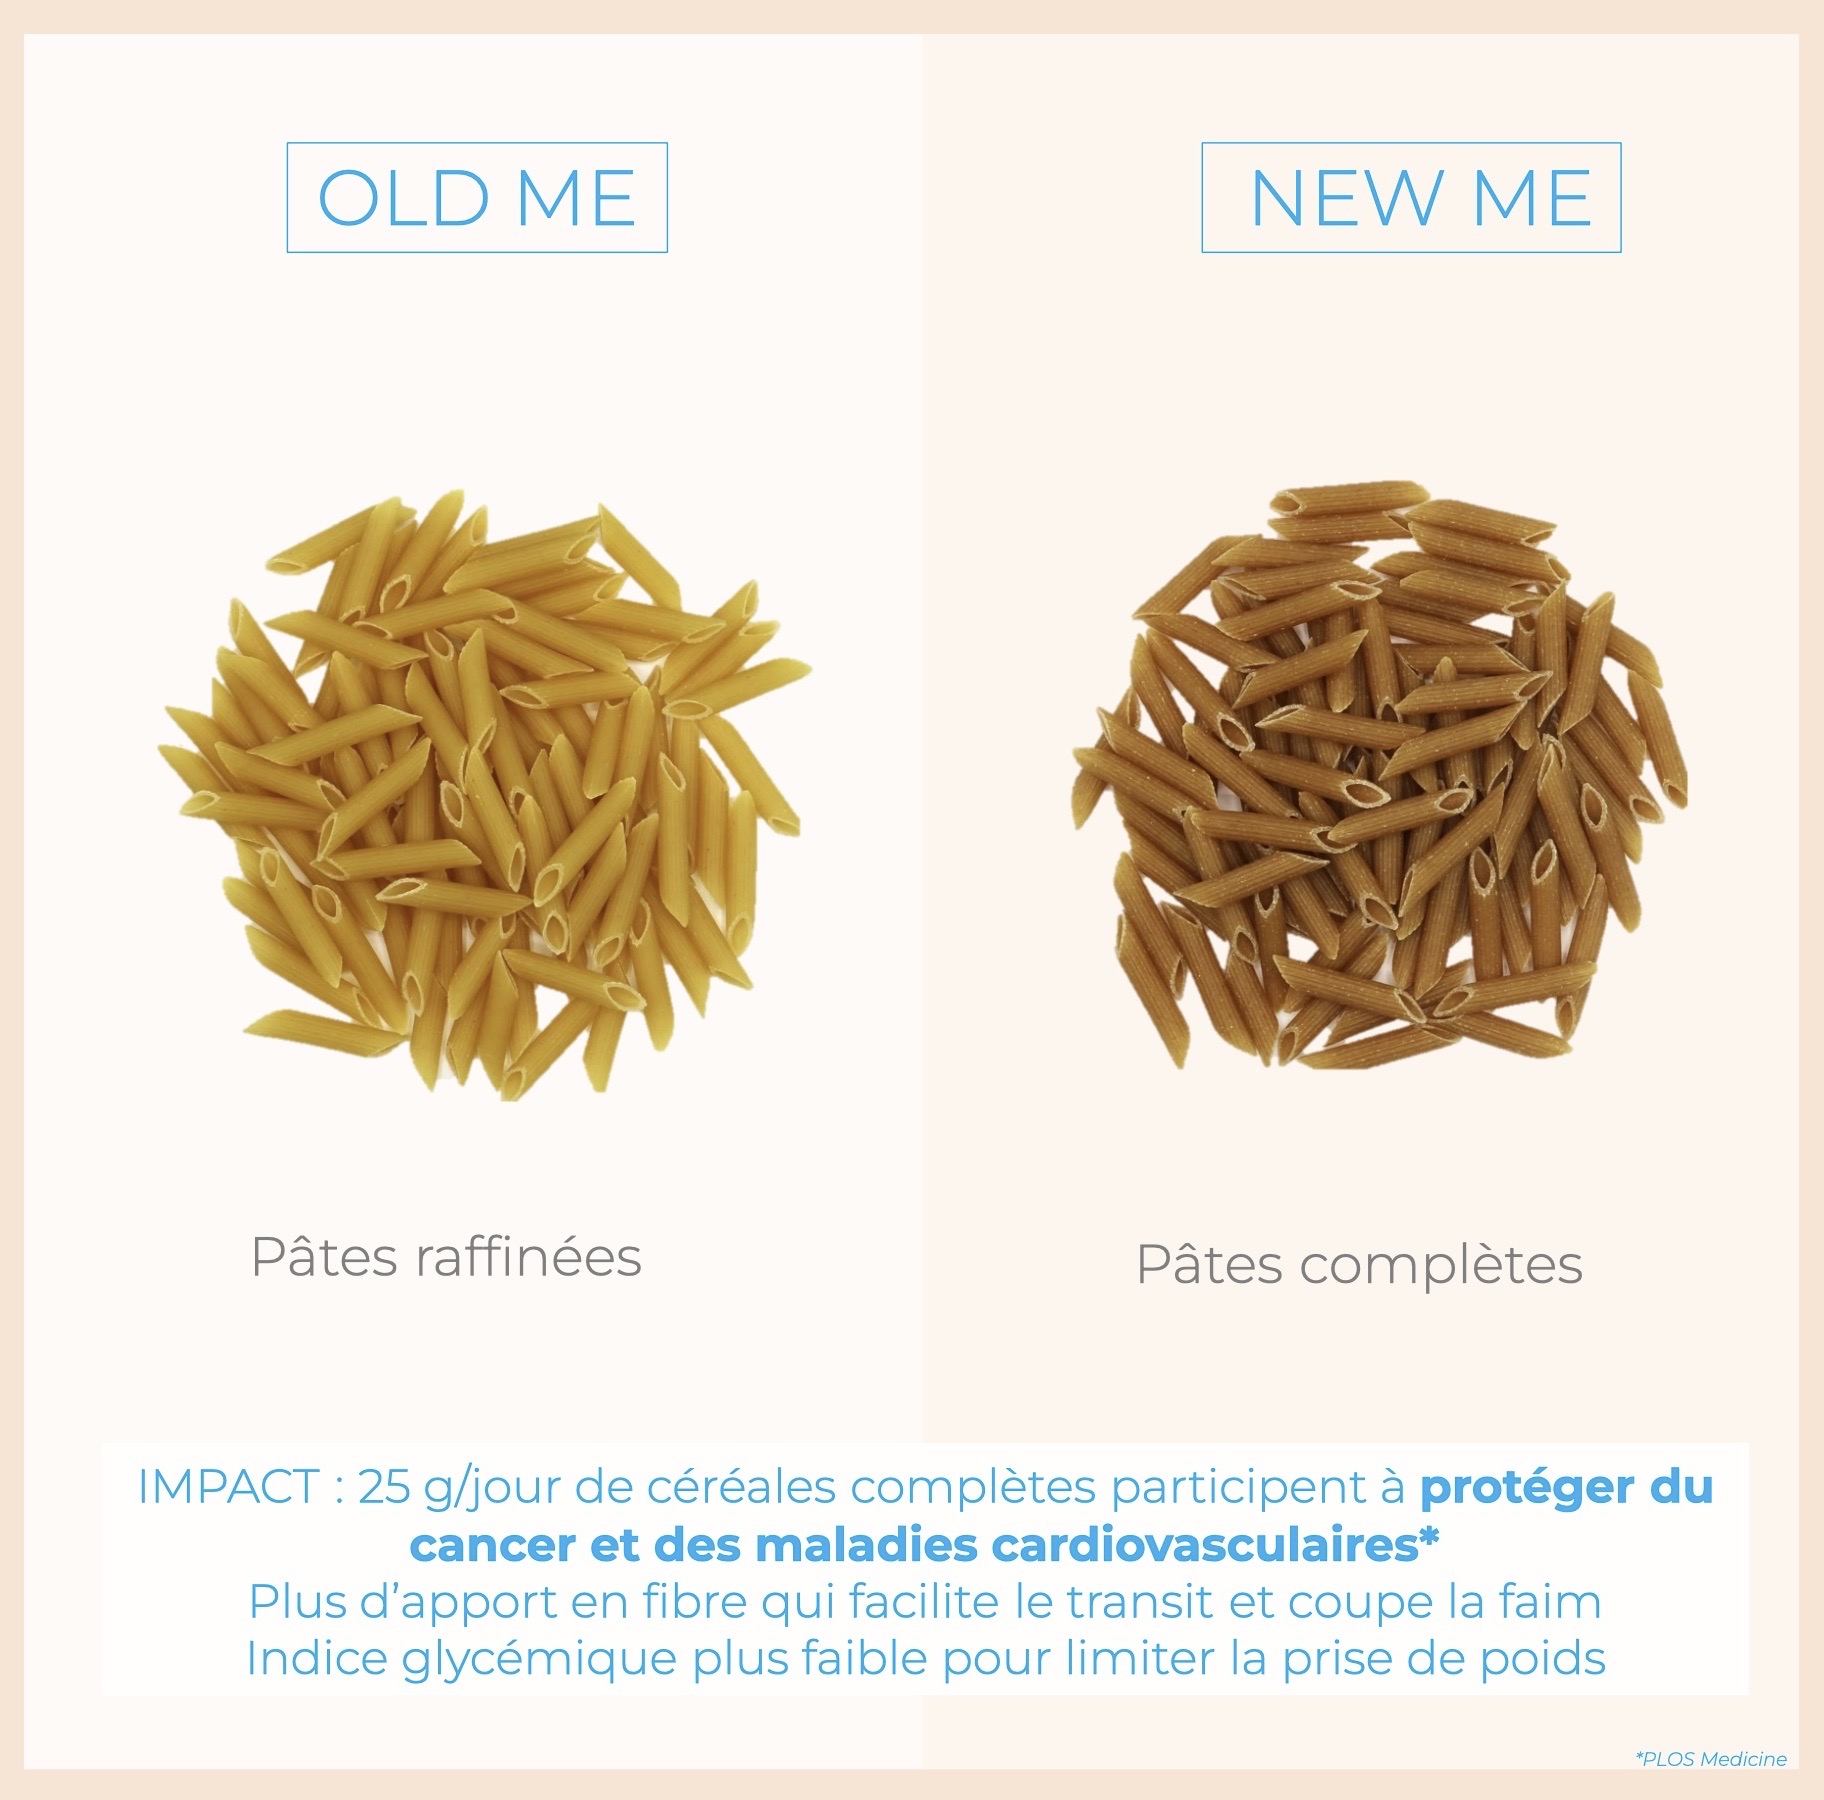 OLD ME
NEW ME
Pâtes raffinées
Pâtes complètes
IMPACT : 25 g/jour de céréales complètes participent à protéger du
cancer et des maladies cardiovasculaires*
Plus d’apport en fibre qui facilite le transit et coupe la faim
Indice glycémique plus faible pour limiter la prise de poids
*PLOS Medicine